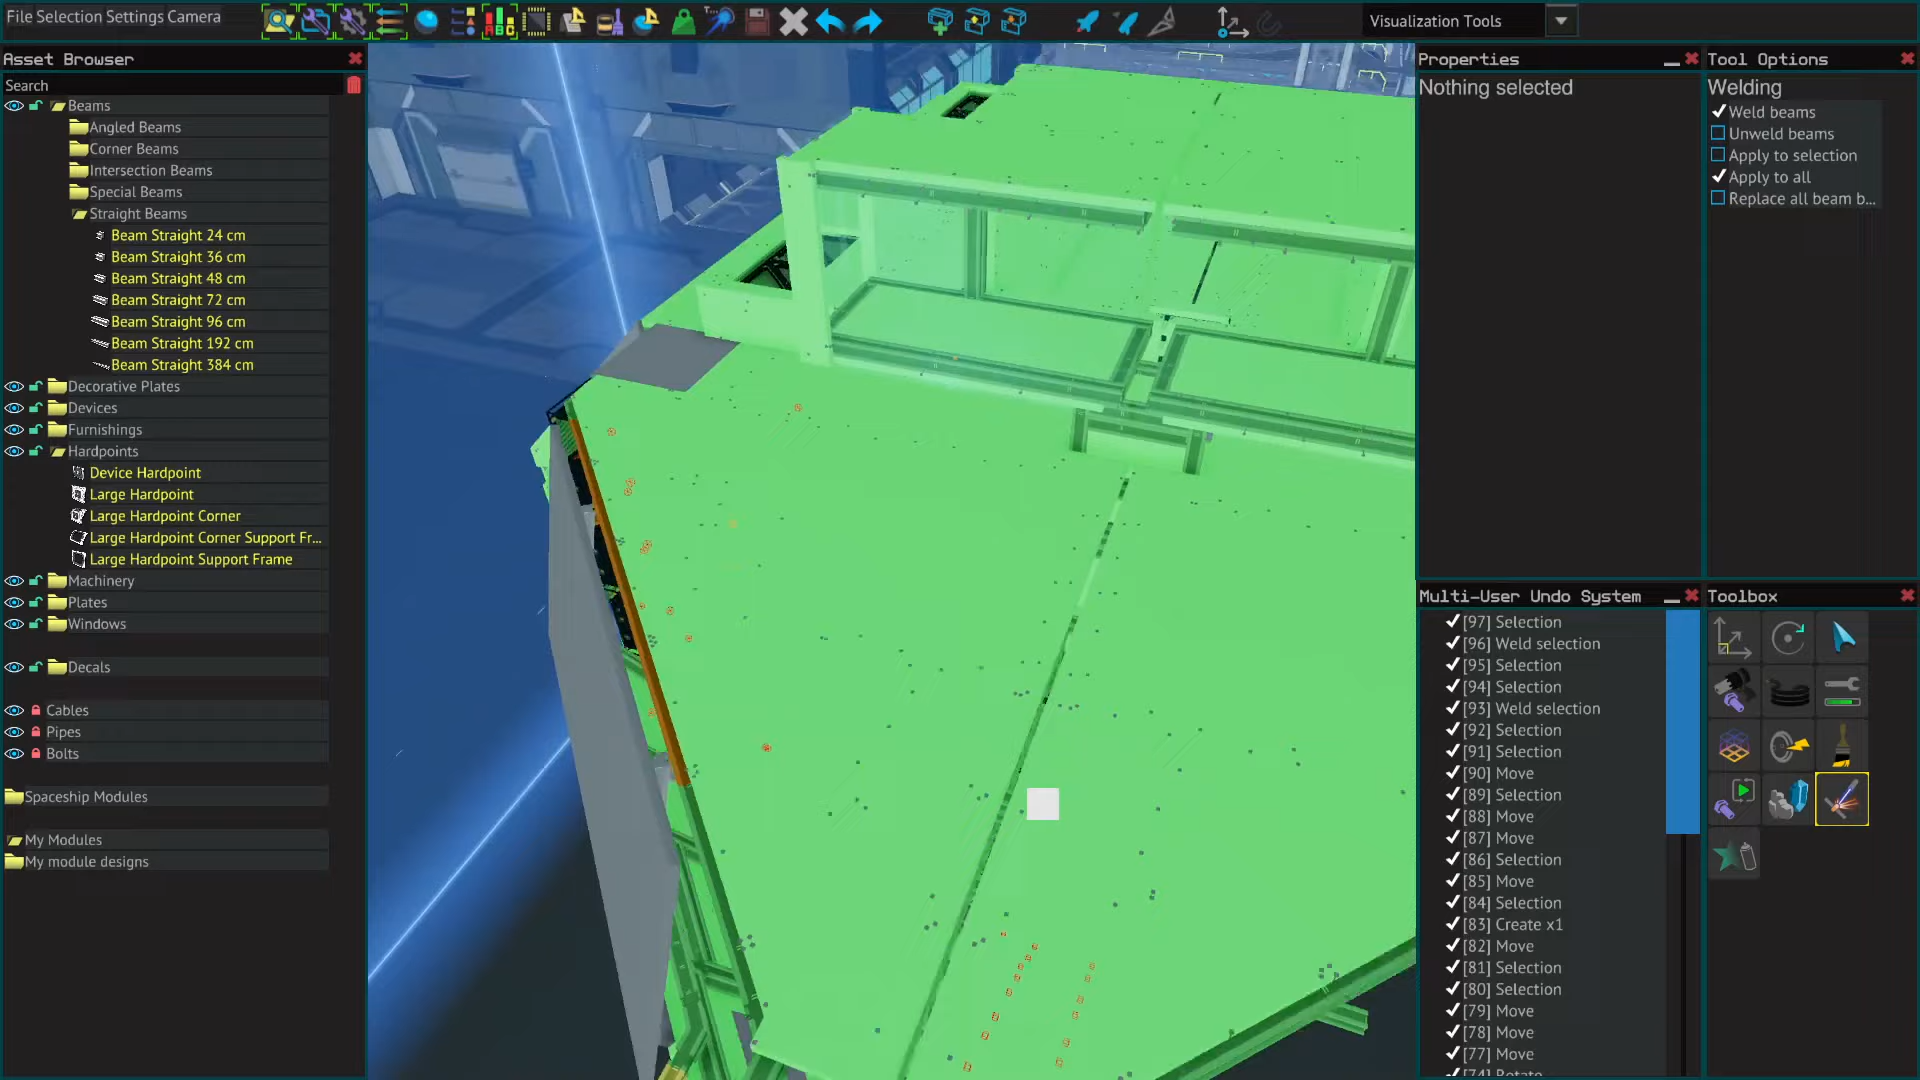 File Selection Settings Camera
Visualization Tools
Asset Browser
Search
Beams
Angled Beams
Corner Beams
Intersection Beams
Special Beams
Straight Beams
Beam Straight 24 cm
Beam Straight 36 cm
Beam Straight 48 cm
Beam Straight 72 cm
Beam Straight 96 cm
Beam Straight 192 cm
Beam Straight 384 cm
Decorative Plates
Devices
Furnishings
Hardpoints
Device Hardpoint
Large Hardpoint
Large Hardpoint Corner
Large Hardpoint Corner Support Fr...
Large Hardpoint Support Frame
Machinery
Plates
Windows
Decals
Cables
Pipes
Bolts
Spaceship Modules
My Modules
My module designs
Properties
Nothing selected
Tool Options
Welding
Weld beams
Unweld beams
Apply to selection
Apply to all
Replace all beam b...
Multi-User Undo System
[97] Selection
[96] Weld selection
[95] Selection
[94] Selection
[93] Weld selection
[92] Selection
[91] Selection
[90] Move
[89] Selection
[88] Move
[87] Move
[86] Selection
[85] Move
[84] Selection
[83] Create x1
[82] Move
[81] Selection
[80] Selection
[79] Move
[78] Move
[77] Move
[74] Rotate
Toolbox
ABC